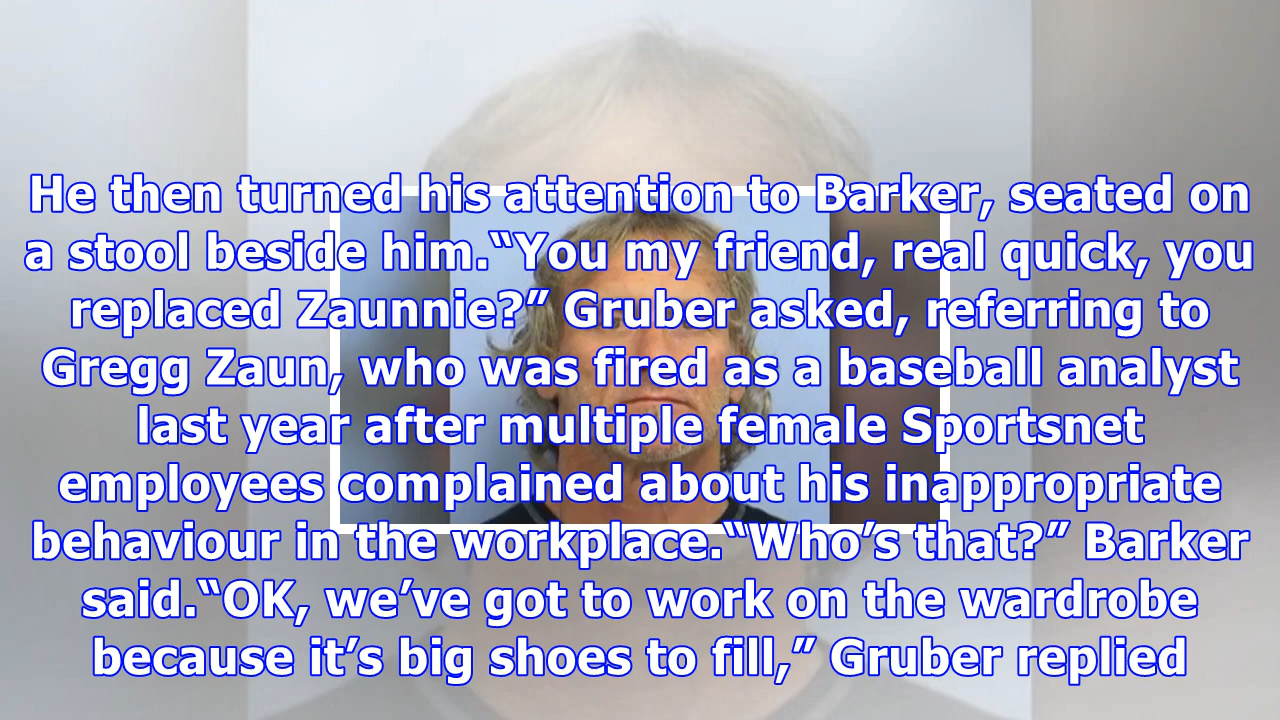 He then turned his attention to Barker, seated on
a stool beside him.“You my friend, real quick, you
replaced Zaunnie?” Gruber asked, referring to
Gregg Zaun, who was fired as a baseball analyst
last year after multiple female Sportsnet
employees complained about his inappropriate
behaviour in the workplace.“Who’s that?” Barker
said.“OK, we’ve got to work on the wardrobe
because it’s big shoes to fill,” Gruber replied